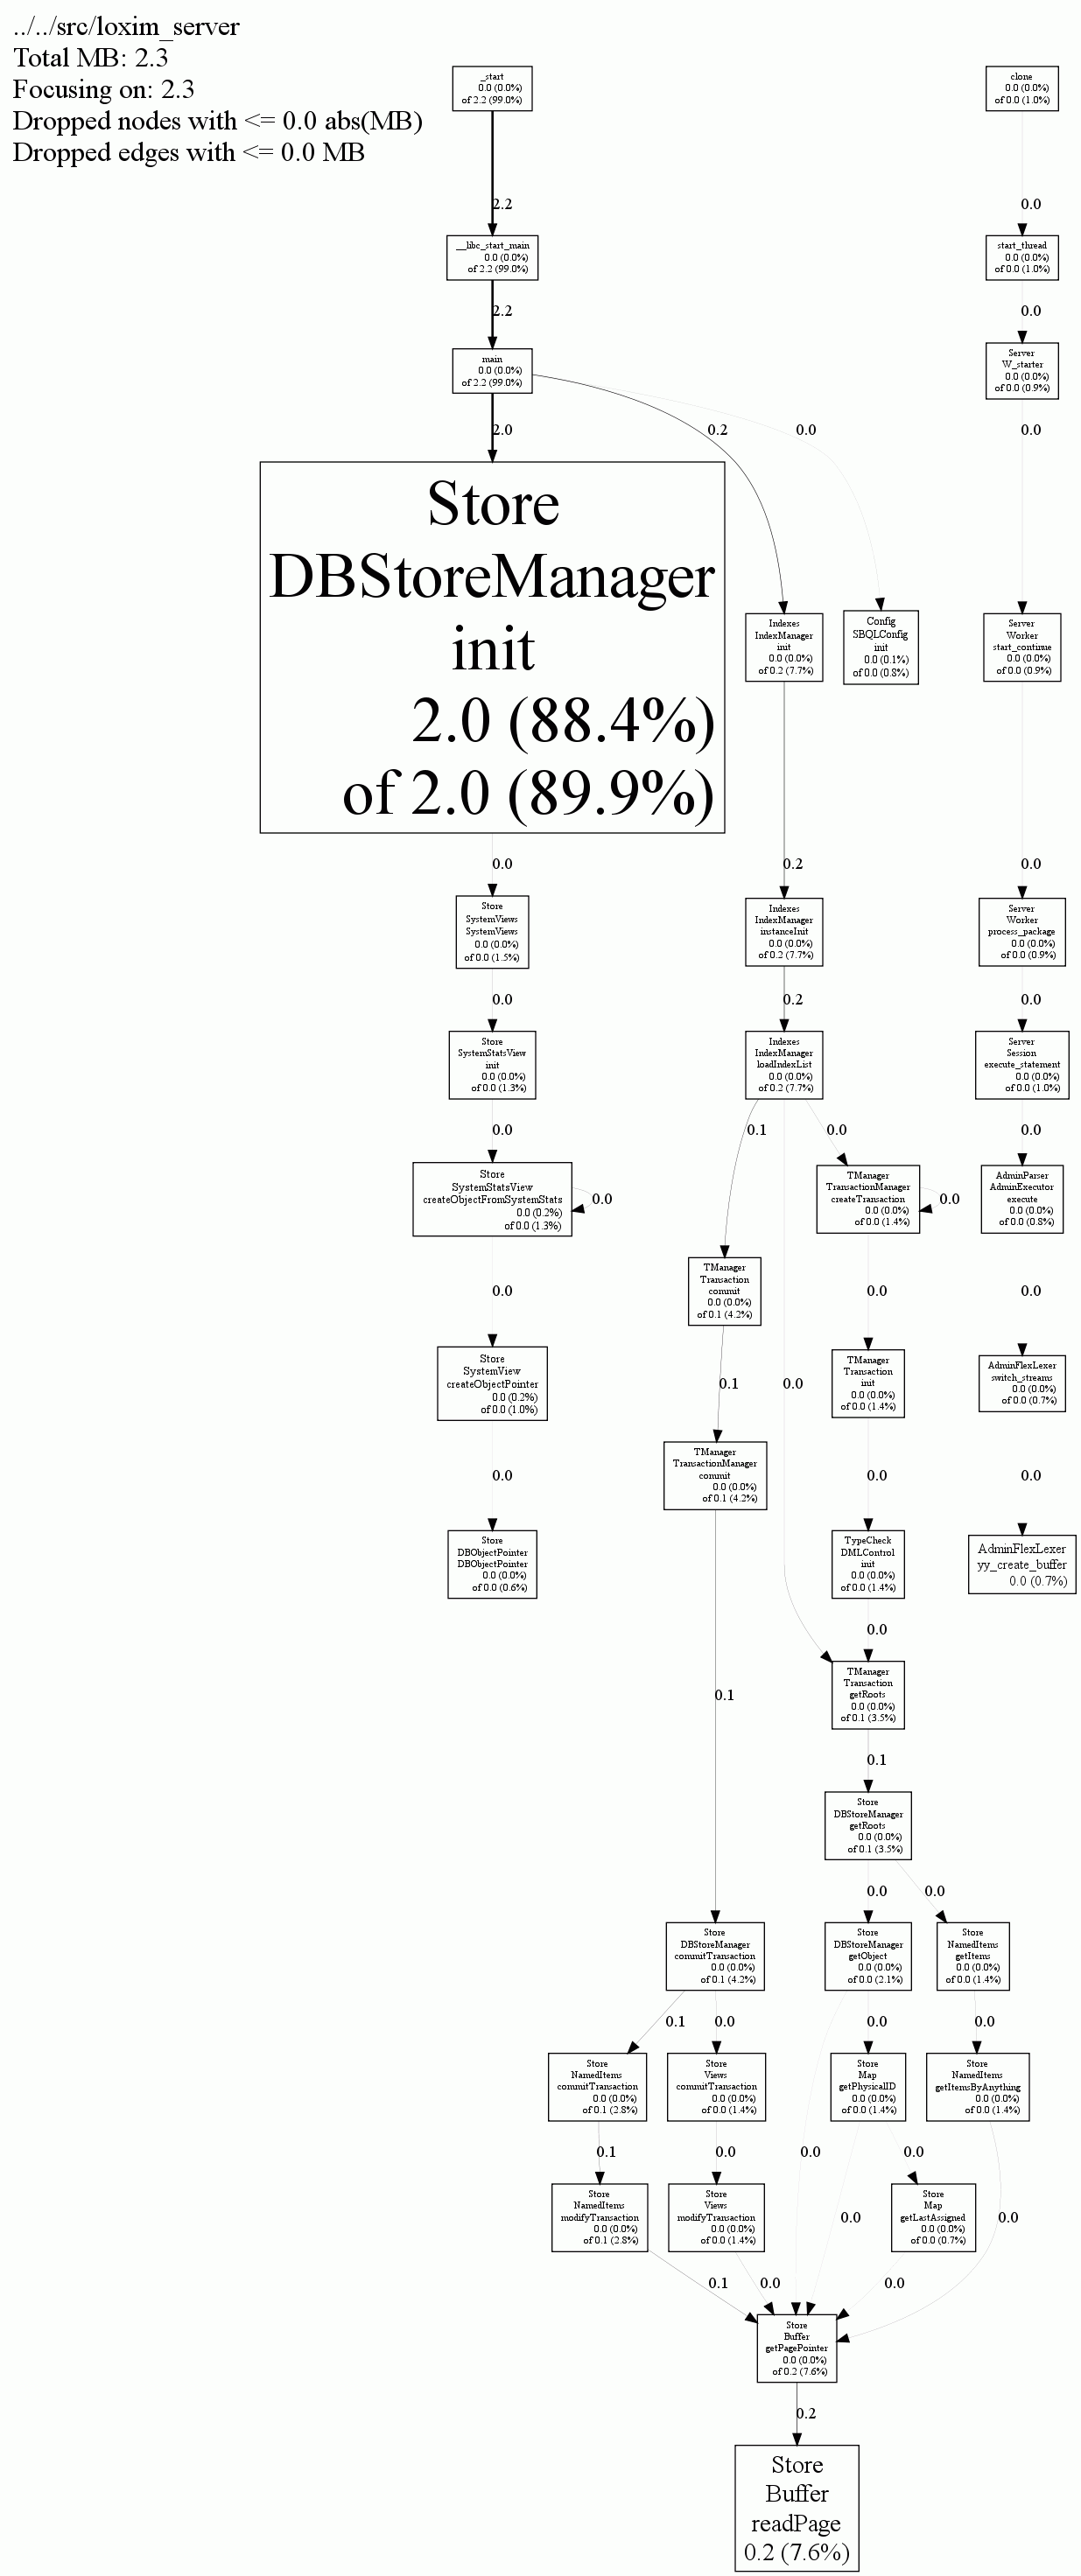 ../../src/loxim_server
Total MB: 2.3
Focusing on: 2.3
Dropped nodes with <= 0.0 abs(MB)
Dropped edges with <= 0.0 MB
_start
0.0 (0.0%)
of 2.2 (99.0%)
clone
0.0 (0.0%)
of 0.0 (1.0%)
2.2
0.0
__libc_start_main
0.0 (0.0%)
of 2.2 (99.0%)
start_thread
0.0 (0.0%)
of 0.0 (1.0%)
2.2
0.0
main
0.0 (0.0%)
of 2.2 (99.0%)
Server
W_starter
0.0 (0.0%)
of 0.0 (0.9%)
2.0
0.2
0.0
0.0
Store
DBStoreManager
init
2.0 (88.4%)
of 2.0 (89.9%)
Indexes
IndexManager
init
0.0 (0.0%)
of 0.2 (7.7%)
Config
SBQLConfig
init
0.0 (0.1%)
of 0.0 (0.8%)
Server
Worker
start_continue
0.0 (0.0%)
of 0.0 (0.9%)
0.0
0.2
0.0
Store
SystemViews
SystemViews
0.0 (0.0%)
of 0.0 (1.5%)
Indexes
IndexManager
instanceInit
0.0 (0.0%)
of 0.2 (7.7%)
Server
Worker
process_package
0.0 (0.0%)
of 0.0 (0.9%)
0.0
0.2
0.0
Store
SystemStatsView
init
0.0 (0.0%)
of 0.0 (1.3%)
Indexes
IndexManager
loadIndexList
0.0 (0.0%)
of 0.2 (7.7%)
Server
Session
execute_statement
0.0 (0.0%)
of 0.0 (1.0%)
0.0
0.1
0.0
0.0
Store
SystemStatsView
createObjectFromSystemStats
0.0 (0.2%)
of 0.0 (1.3%)
0.0
TManager
TransactionManager
createTransaction
0.0 (0.0%)
of 0.0 (1.4%)
0.0
AdminParser
AdminExecutor
execute
0.0 (0.0%)
of 0.0 (0.8%)
TManager
Transaction
commit
0.0 (0.0%)
of 0.1 (4.2%)
0.0
0.0
0.0
Store
SystemView
createObjectPointer
0.0 (0.2%)
of 0.0 (1.0%)
0.1
0.0
TManager
Transaction
init
0.0 (0.0%)
of 0.0 (1.4%)
AdminFlexLexer
switch_streams
0.0 (0.0%)
of 0.0 (0.7%)
0.0
TManager
TransactionManager
commit
0.0 (0.0%)
of 0.1 (4.2%)
0.0
0.0
Store
DBObjectPointer
DBObjectPointer
0.0 (0.0%)
of 0.0 (0.6%)
TypeCheck
DMLControl
init
0.0 (0.0%)
of 0.0 (1.4%)
AdminFlexLexer
yy_create_buffer
0.0 (0.7%)
0.0
0.1
TManager
Transaction
getRoots
0.0 (0.0%)
of 0.1 (3.5%)
0.1
Store
DBStoreManager
getRoots
0.0 (0.0%)
of 0.1 (3.5%)
0.0
0.0
Store
DBStoreManager
commitTransaction
0.0 (0.0%)
of 0.1 (4.2%)
Store
DBStoreManager
getObject
0.0 (0.0%)
of 0.0 (2.1%)
Store
NamedItems
getItems
0.0 (0.0%)
of 0.0 (1.4%)
0.1
0.0
0.0
0.0
Store
NamedItems
commitTransaction
0.0 (0.0%)
of 0.1 (2.8%)
Store
Views
commitTransaction
0.0 (0.0%)
of 0.0 (1.4%)
Store
Map
getPhysicalID
0.0 (0.0%)
of 0.0 (1.4%)
Store
NamedItems
getItemsByAnything
0.0 (0.0%)
of 0.0 (1.4%)
0.1
0.0
0.0
0.0
Store
NamedItems
modifyTransaction
0.0 (0.0%)
of 0.1 (2.8%)
Store
Views
modifyTransaction
0.0 (0.0%)
of 0.0 (1.4%)
0.0
Store
Map
getLastAssigned
0.0 (0.0%)
of 0.0 (0.7%)
0.0
0.1
0.0
0.0
Store
Buffer
getPagePointer
0.0 (0.0%)
of 0.2 (7.6%)
0.2
Store
Buffer
readPage
0.2 (7.6%)